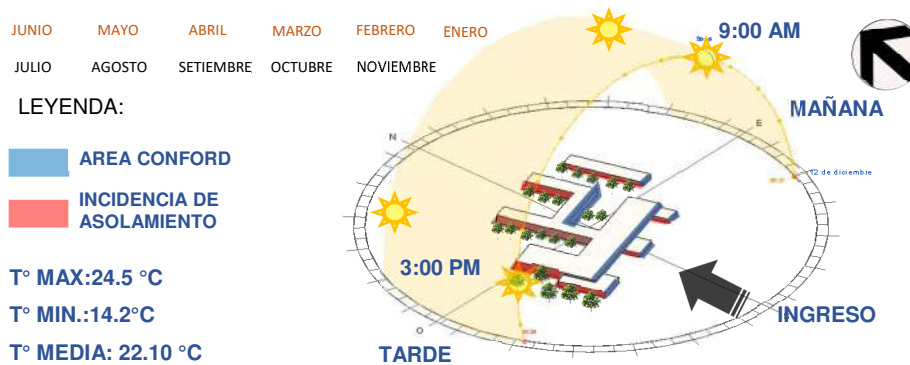 JUNIO MAYO ABRIL MARZO FEBRERO ENERO
JULIO AGOSTO SETIEMBRE OCTUBRE NOVIEMBRE
LEYENDA:
AREA CONFORD
INCIDENCIA DE
ASOLAMIENTO
T° MAX:24.5 °C
T° MIN.:14.2°C
T° MEDIA: 22.10 °C
9:00 AM
MAÑANA
N
E
12 de diciembre
3:00 PM
INGRESO
O
TARDE